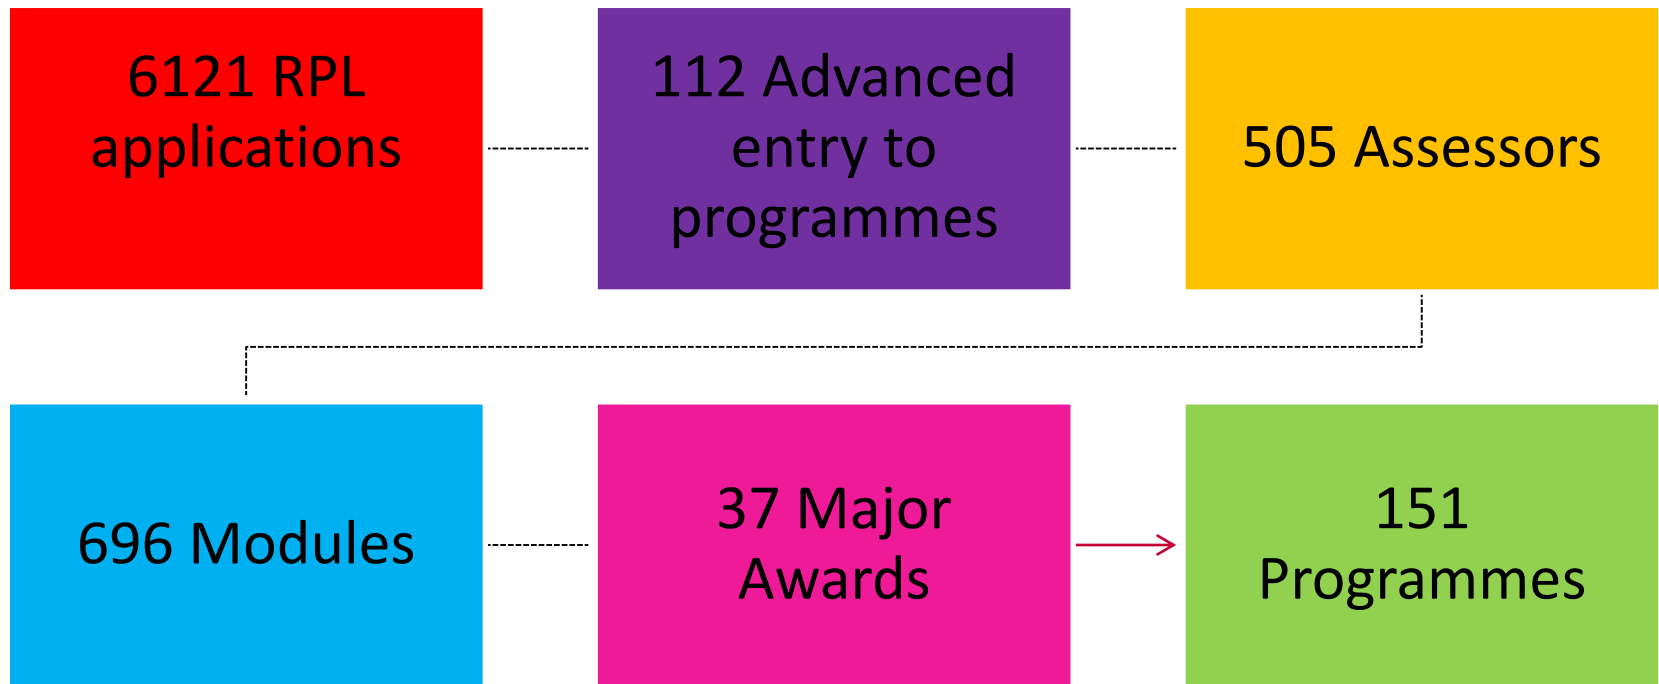 6121 RPL
applications
112 Advanced
entry to
programmes
505 Assessors
696 Modules
37 Major
Awards
151
Programmes